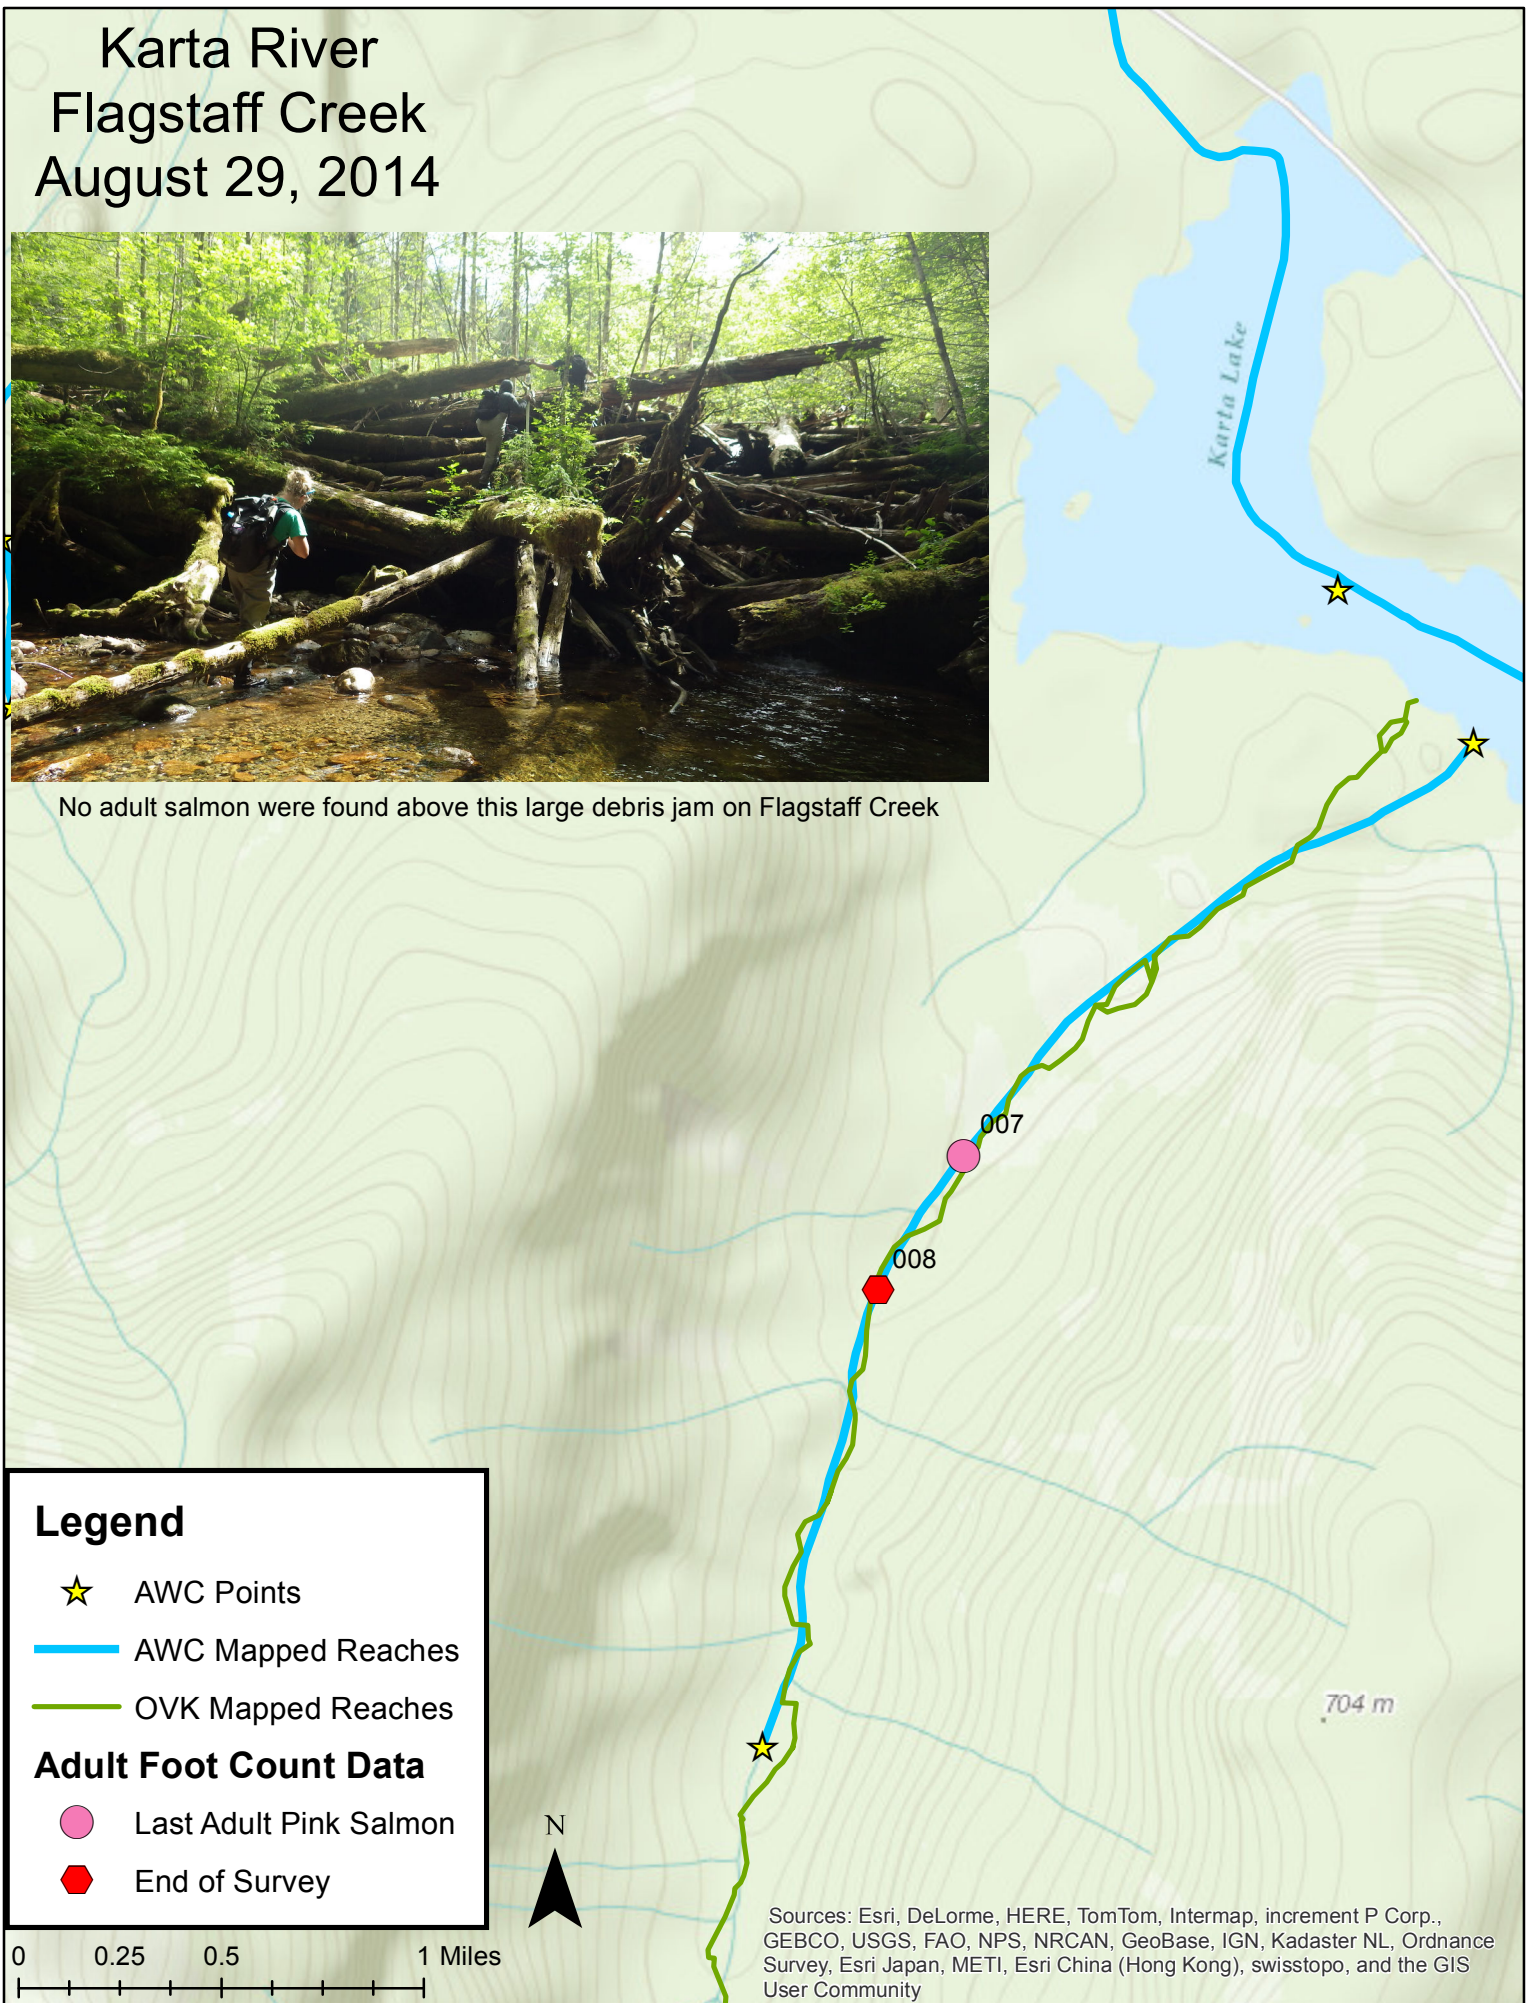 Karta River
Flagstaff Creek
August 29, 2014
Karta Lake
No adult salmon were found above this large debris jam on Flagstaff Creek
007
008
704 m
Legend
AWC Points
AWC Mapped Reaches
OVK Mapped Reaches
Adult Foot Count Data
Last Adult Pink Salmon
End of Survey
N
0 0.25 0.5 1 Miles
Sources: Esri, DeLorme, HERE, TomTom, Intermap, increment P Corp.,
GEBCO, USGS, FAO, NPS, NRCAN, GeoBase, IGN, Kadaster NL, Ordnance
Survey, Esri Japan, METI, Esri China (Hong Kong), swisstopo, and the GIS
User Community